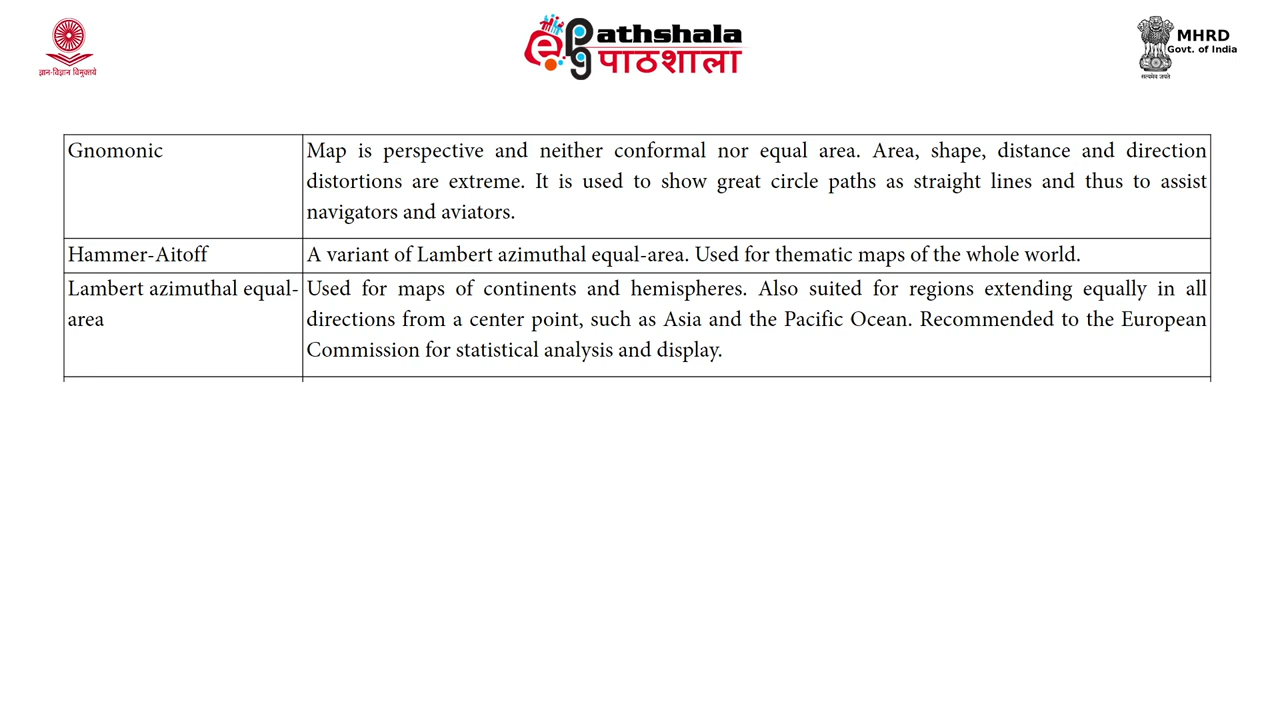 ज्ञान-विज्ञान विमुक्तये
ePathshala
पाठशाला
MHRD
Govt. of India
सत्यमेव जयते
Gnomonic
Map is perspective and neither conformal nor equal area. Area, shape, distance and direction
distortions are extreme. It is used to show great circle paths as straight lines and thus to assist
navigators and aviators.
Hammer-Aitoff
A variant of Lambert azimuthal equal-area. Used for thematic maps of the whole world.
Lambert azimuthal equal-
area
Used for maps of continents and hemispheres. Also suited for regions extending equally in all
directions from a center point, such as Asia and the Pacific Ocean. Recommended to the European
Commission for statistical analysis and display.